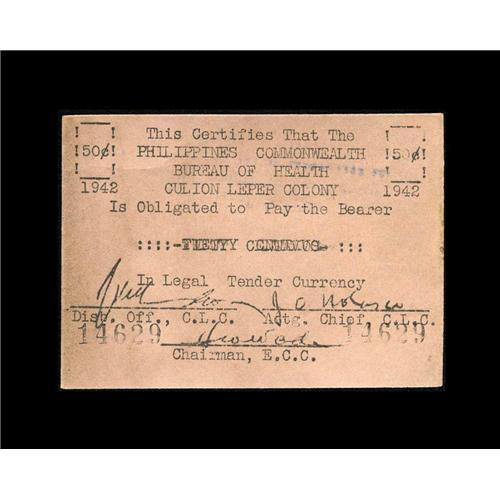 This Certifies That The
!50¢! PHILIPPINES COMMONWEALTH !50¢!
BUREAU OF HEALTH
1942 CULION LEPER COLONY 1942
Is Obligated to Pay the Bearer
::::-FIFTY CENTAVOS- :::
In Legal Tender Currency
Disb. Off., C.L.C. Actg. Chief, C.L.C.
14629 14629
Chairman, E.C.C.